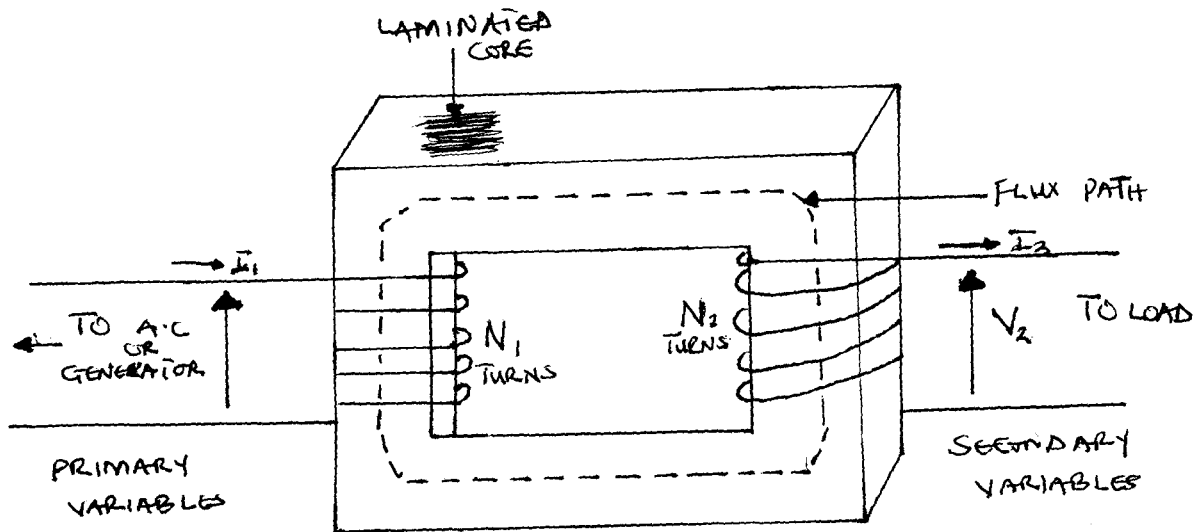 LAMINATED
CORE
FLUX PATH
I1
I2
TO A.C
OR
GENERATOR
N1
TURNS
N2
TURNS
V2
TO LOAD
PRIMARY
VARIABLES
SECONDARY
VARIABLES